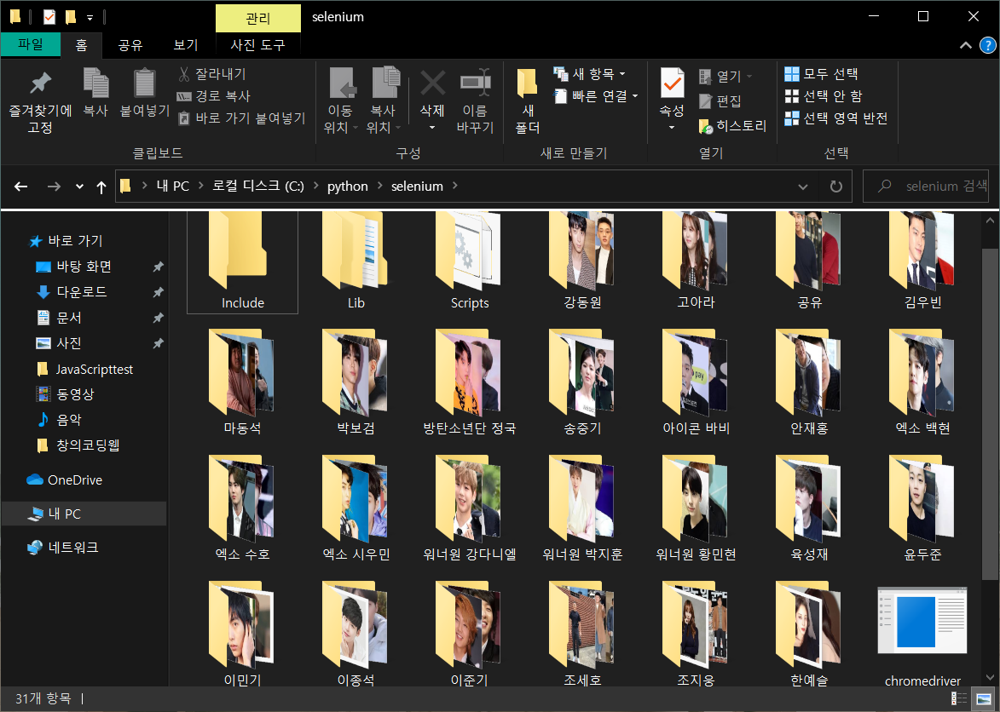 관리
selenium
파일
홈
공유
보기
사진 도구
즐겨찾기에
고정
복사
붙여넣기
잘라내기
경로 복사
바로 가기 붙여넣기
클립보드
이동
위치
복사
위치
삭제
이름
바꾸기
구성
새
폴더
새 항목
빠른 연결
새로 만들기
속성
열기
편집
히스토리
열기
모두 선택
선택 안 함
선택 영역 반전
선택
내 PC
로컬 디스크 (C:)
python
selenium
selenium 검색
바로 가기
바탕 화면
다운로드
문서
사진
JavaScripttest
동영상
음악
창의코딩웹
OneDrive
내 PC
네트워크
Include
Lib
Scripts
강동원
고아라
공유
김우빈
마동석
박보검
방탄소년단 정국
송중기
pay
아이콘 바비
안재홍
엑소 백현
엑소 수호
엑소 시우민
워너원 강다니엘
워너원 박지훈
워너원 황민현
육성재
윤두준
이민기
이종석
이준기
조세호
조지웅
한예슬
chromedriver
31개 항목